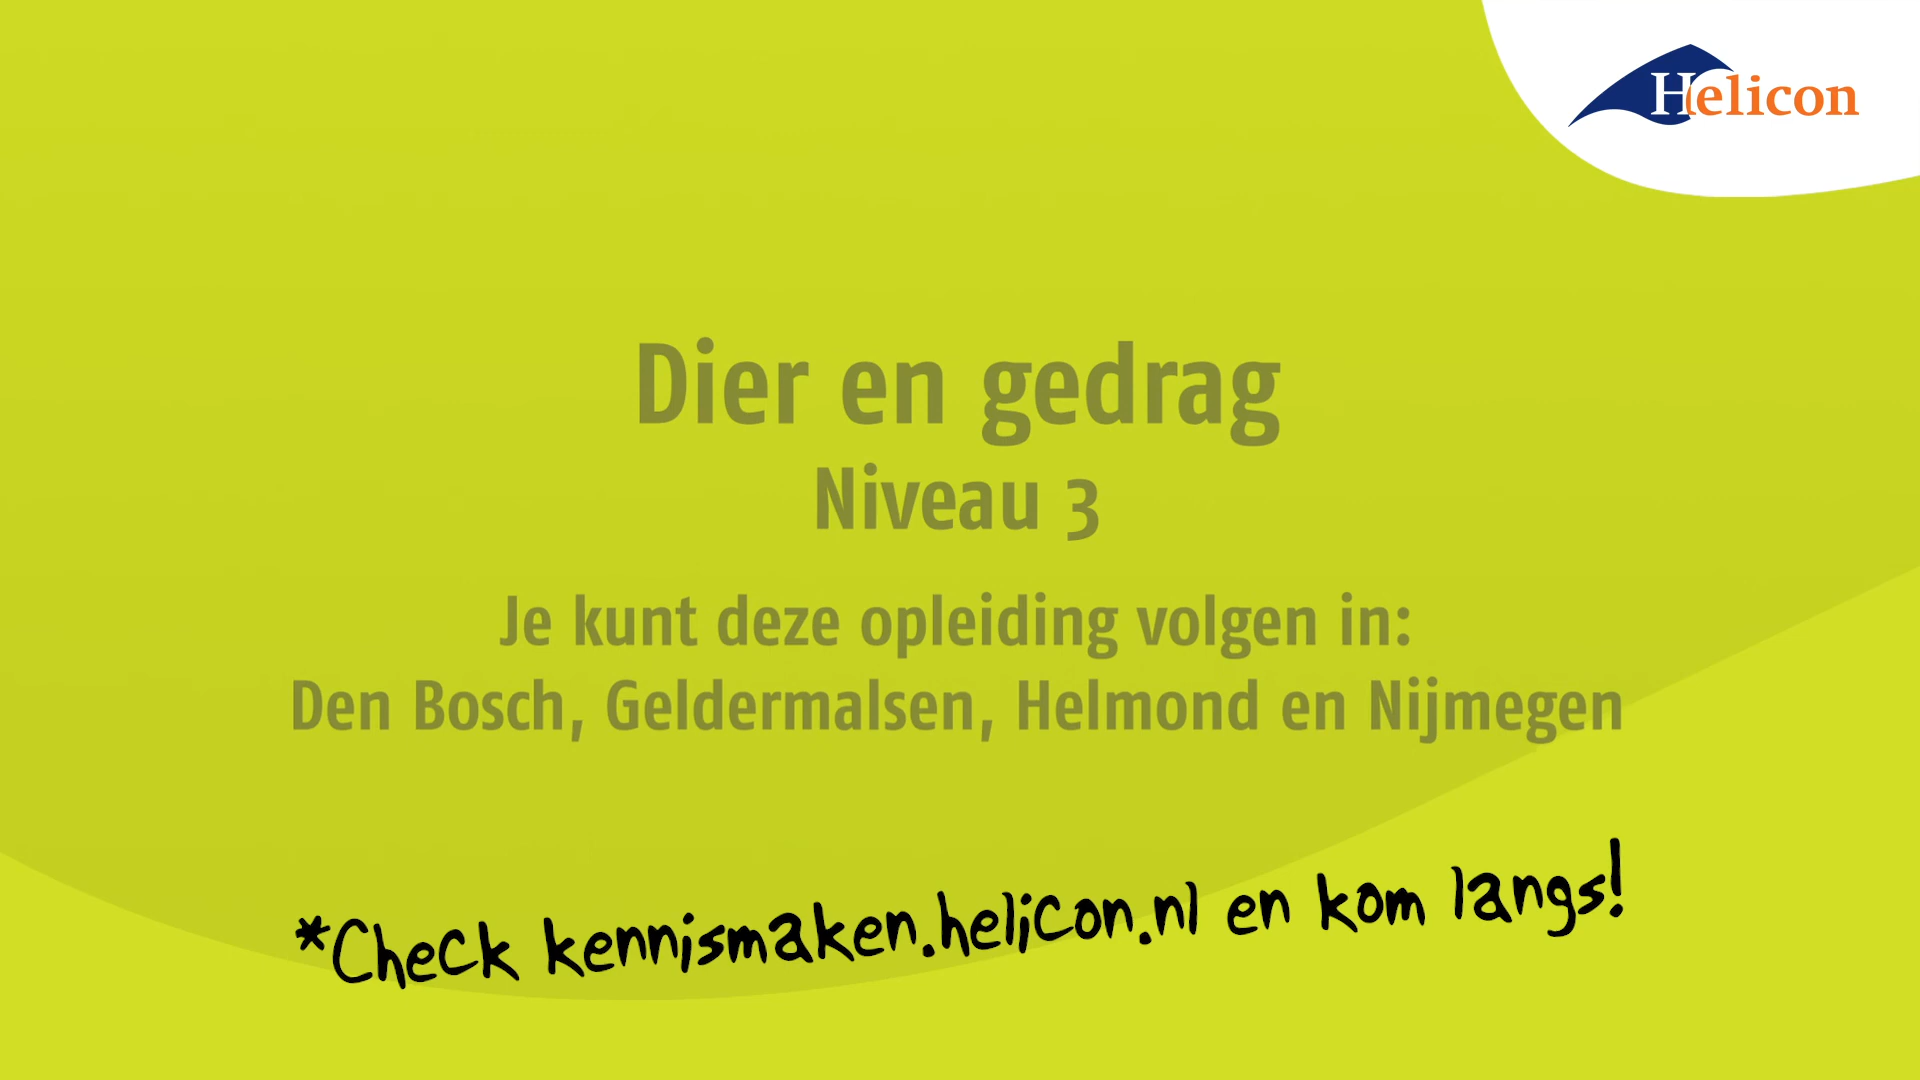 Helicon
Dier en gedrag
Niveau 3
Je kunt deze opleiding volgen in:
Den Bosch, Geldermalsen, Helmond en Nijmegen
*Check kennismaken.helicon.nl en kom langs!